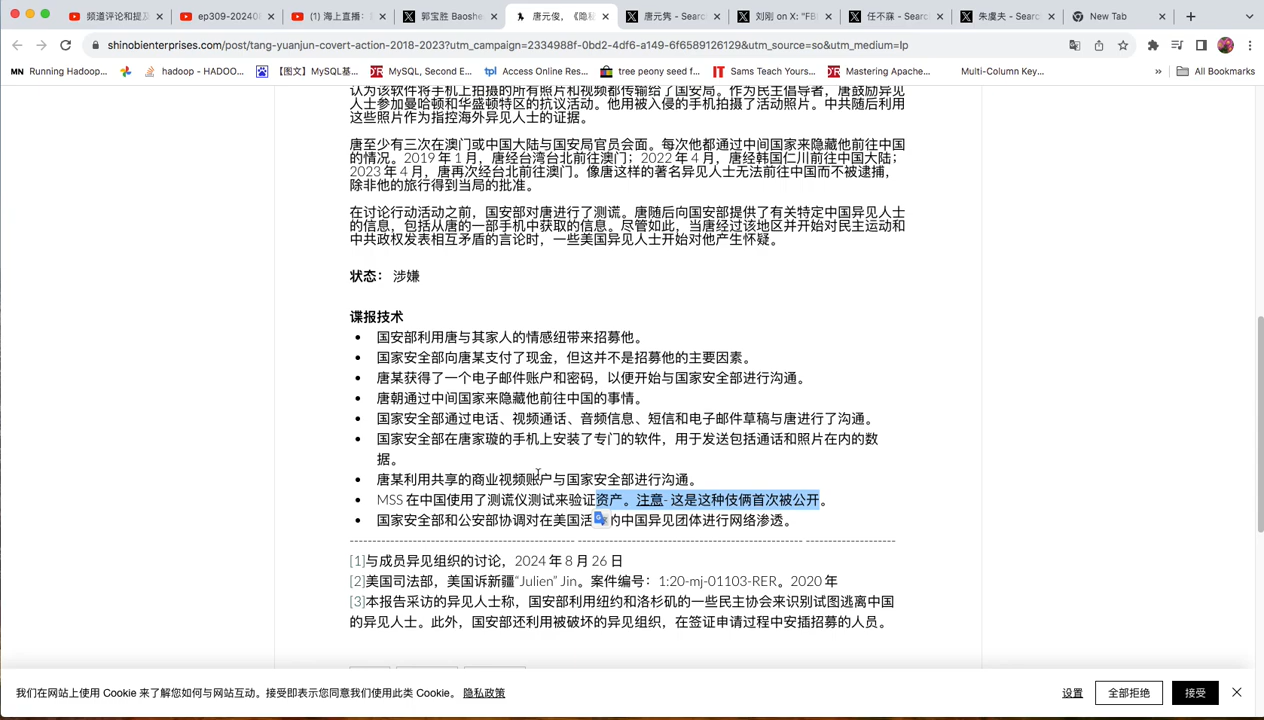 频道评论和提及
ep309-20240
(1) 海上直播：
郭宝胜 Baoshe
唐元俊，《隐秘
唐元隽 - Sear
刘刚 on X: "FB
任不寐 - Sear
朱虞夫 - Searc
New Tab
shinobienterprises.com/post/tang-yuanjun-covert-action-2018-2023?utm_campaign=2334988f-0bd2-4df6-a149-6f6589126129&utm_source=so&utm_medium=lp
MN Running Hadoop...
hadoop - HADOO...
【图文】MySQL基...
MySQL, Second E...
tpl Access Online Res...
tree peony seed f...
IT Sams Teach Yours...
Mastering Apache...
Multi-Column Key...
»
All Bookmarks
认为该软件将手机上拍摄的所有照片和视频都传输给了国安局。作为民主倡导者，唐鼓励异见
人士参加曼哈顿和华盛顿特区的抗议活动。他用被入侵的手机拍摄了活动照片。中共随后利用
这些照片作为指控海外异见人士的证据。
唐至少有三次在澳门或中国大陆与国安局官员会面。每次他都通过中间国家来隐藏他前往中国
的情况。2019 年 1 月，唐经台湾台北前往澳门；2022 年 4 月，唐经韩国仁川前往中国大陆；
2023 年 4 月，唐再次经台北前往澳门。像唐这样的著名异见人士无法前往中国而不被逮捕，
除非他的旅行得到当局的批准。
在讨论行动活动之前，国安部对唐进行了测谎。唐随后向国安部提供了有关特定中国异见人士
的信息，包括从唐的一部手机中获取的信息。尽管如此，当唐经过该地区并开始对民主运动和
中共政权发表相互矛盾的言论时，一些美国异见人士开始对他产生怀疑。
状态： 涉嫌
谍报技术
• 国安部利用唐与其家人的情感纽带来招募他。
• 国家安全部向唐某支付了现金，但这并不是招募他的主要因素。
• 唐某获得了一个电子邮件账户和密码，以便开始与国家安全部进行沟通。
• 唐朝通过中间国家来隐藏他前往中国的事情。
• 国家安全部通过电话、视频通话、音频信息、短信和电子邮件草稿与唐进行了沟通。
• 国家安全部在唐家璇的手机上安装了专门的软件，用于发送包括通话和照片在内的数
据。
• 唐某利用共享的商业视频账户与国家安全部进行沟通。
• MSS 在中国使用了测谎仪测试来验证资产。注意- 这是这种伎俩首次被公开。
• 国家安全部和公安部协调对在美国活的中国异见团体进行网络渗透。
[1]与成员异见组织的讨论，2024 年 8 月 26 日
[2]美国司法部，美国诉新疆“Julien” Jin。案件编号：1:20-mj-01103-RER。2020 年
[3]本报告采访的异见人士称，国安部利用纽约和洛杉矶的一些民主协会来识别试图逃离中国
的异见人士。此外，国安部还利用被破坏的异见组织，在签证申请过程中安插招募的人员。
我们在网站上使用 Cookie 来了解您如何与网站互动。接受即表示您同意我们使用此类 Cookie。 隐私政策
设置
全部拒绝
接受